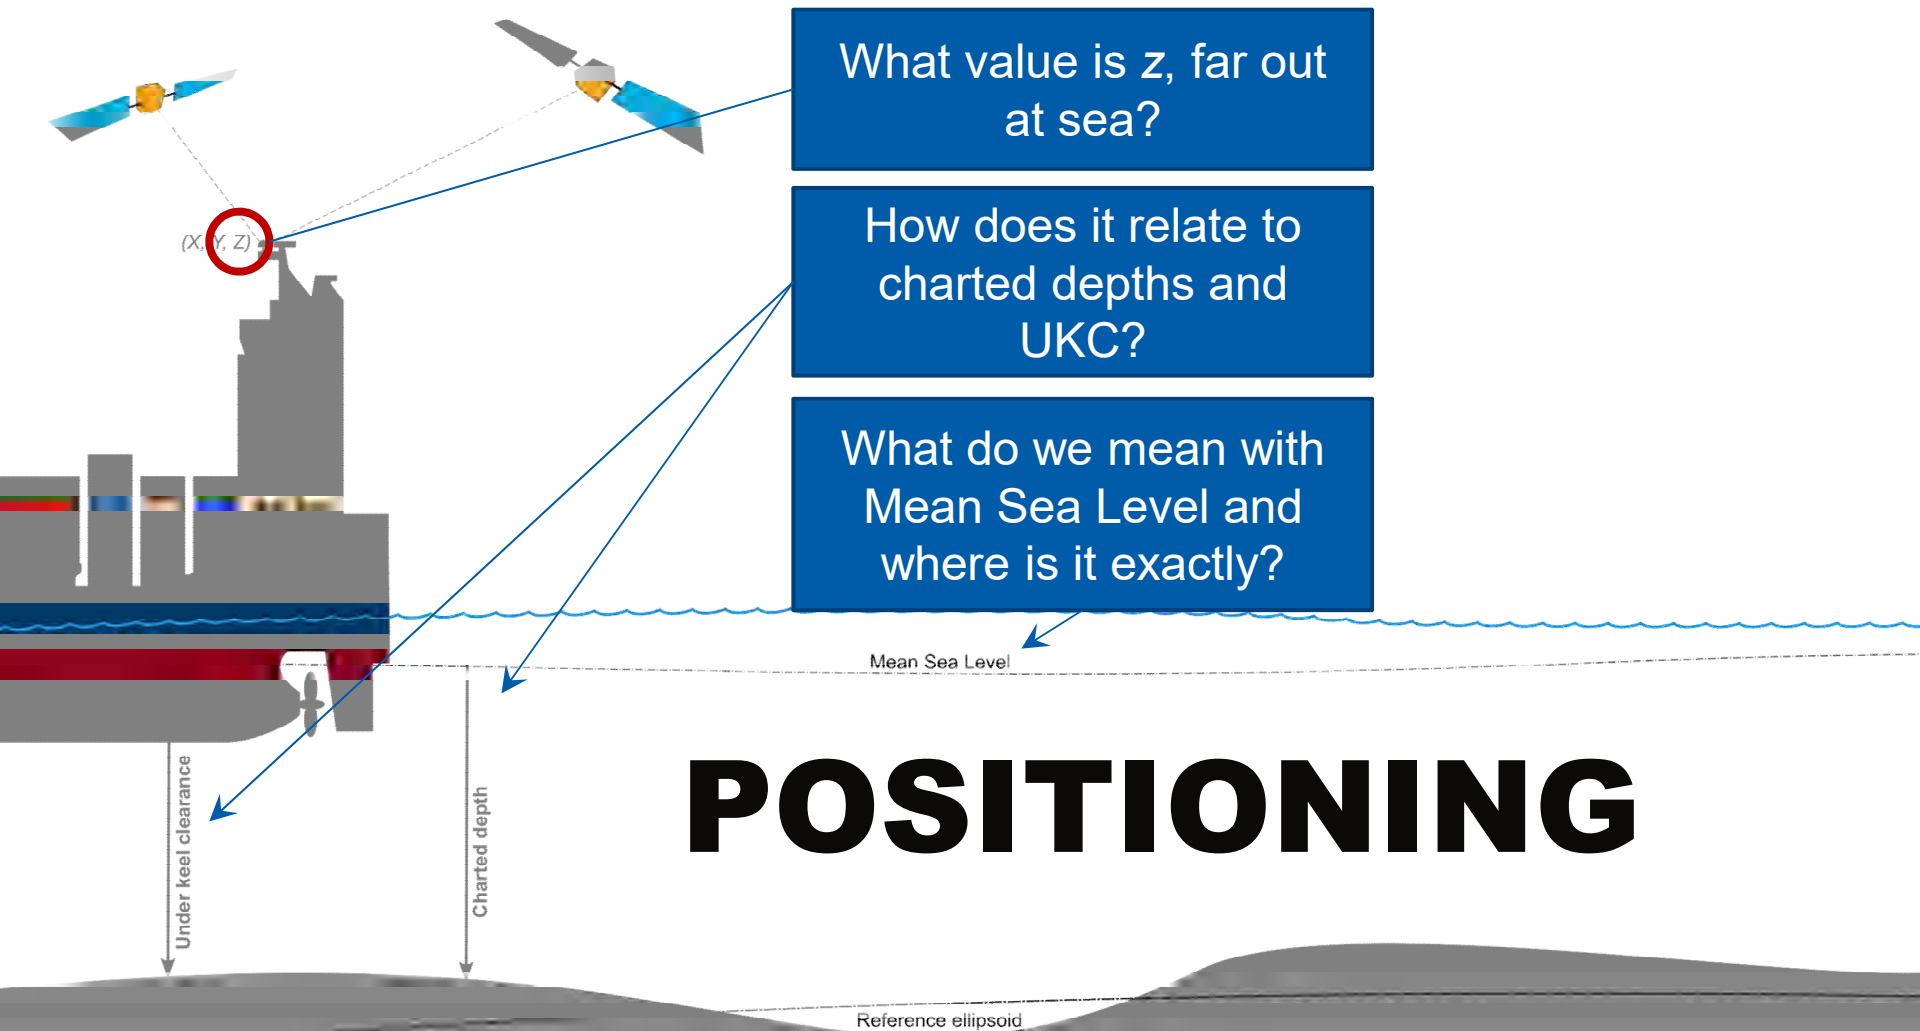 What value is z, far out
at sea?
(X, Y, Z)
How does it relate to
charted depths and
UKC?
What do we mean with
Mean Sea Level and
where is it exactly?
Mean Sea Level
Under keel clearance
Charted depth
POSITIONING
Reference ellipsoid